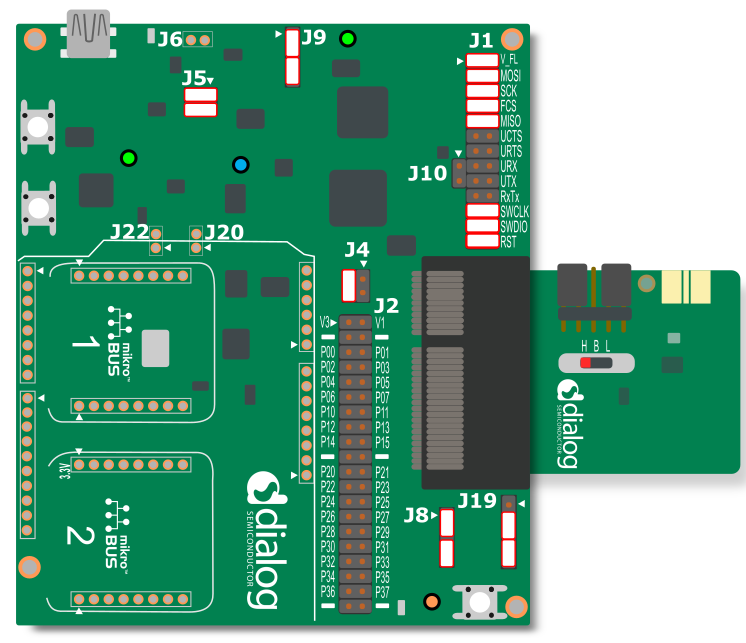 J6
J9
J1
V_FL
MOSI
SCK
FCS
MISO
UCTS
URTS
URX
UTX
RxTx
SWCLK
SWDIO
RST
J5
J10
J22
J20
J4
J2
V3
V1
P00 P01
P02 P03
P04 P05
P06 P07
P10 P11
P12 P13
P14 P15
P20 P21
P22 P23
P24 P25
P26 P27
P28 P29
P30 P31
P32 P33
P34 P35
P36 P37
1
mikro™
BUS
3.3V
2
mikro™
BUS
dialog
SEMICONDUCTOR
H B L
dialog
SEMICONDUCTOR
J8
J19